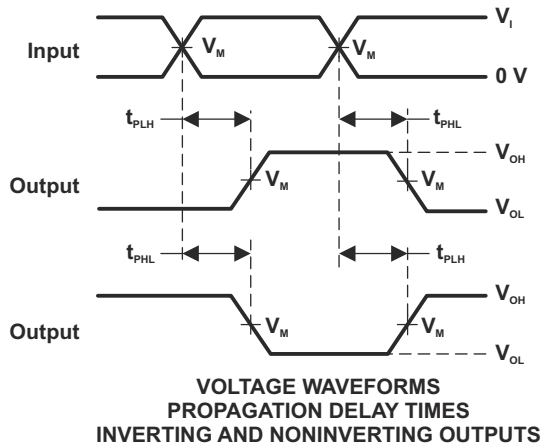 V_I
Input V_M V_M
0 V
t_PLH t_PHL
V_OH
Output V_M V_M
V_OL
t_PHL t_PLH
V_OH
Output V_M V_M
V_OL
VOLTAGE WAVEFORMS
PROPAGATION DELAY TIMES
INVERTING AND NONINVERTING OUTPUTS